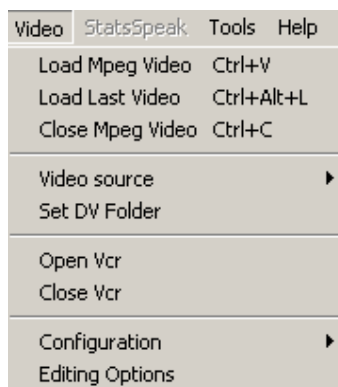 Video StatsSpeak Tools Help
Load Mpeg Video Ctrl+V
Load Last Video Ctrl+Alt+L
Close Mpeg Video Ctrl+C
Video source
Set DV Folder
Open Vcr
Close Vcr
Configuration
Editing Options